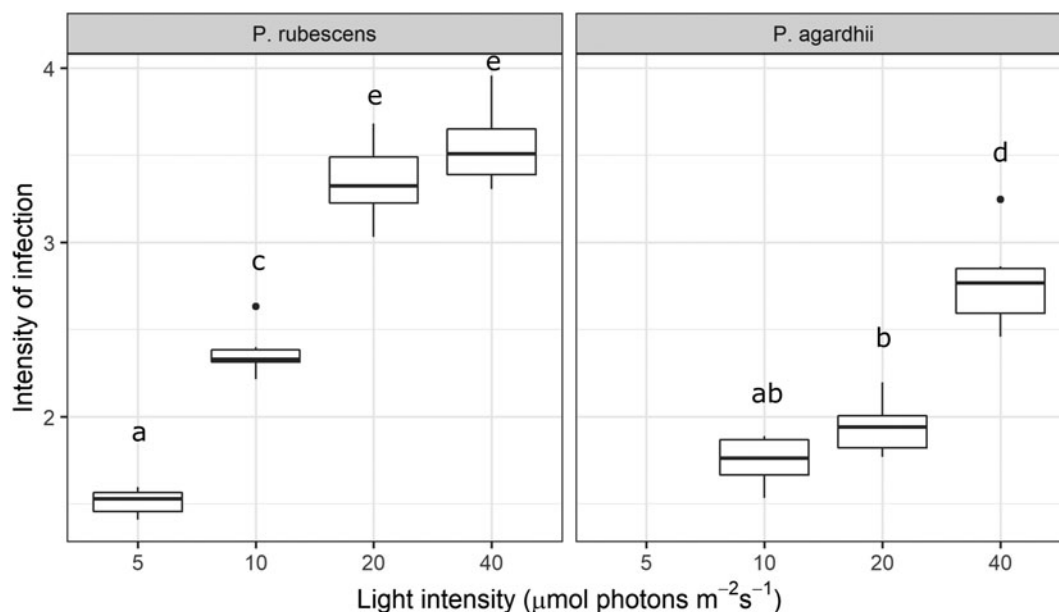 P. rubescens
P. agardhii
Intensity of infection
4
3
2
a
c
e
e
ab
b
d
5
10
20
40
5
10
20
40
Light intensity (μmol photons m⁻²s⁻¹)